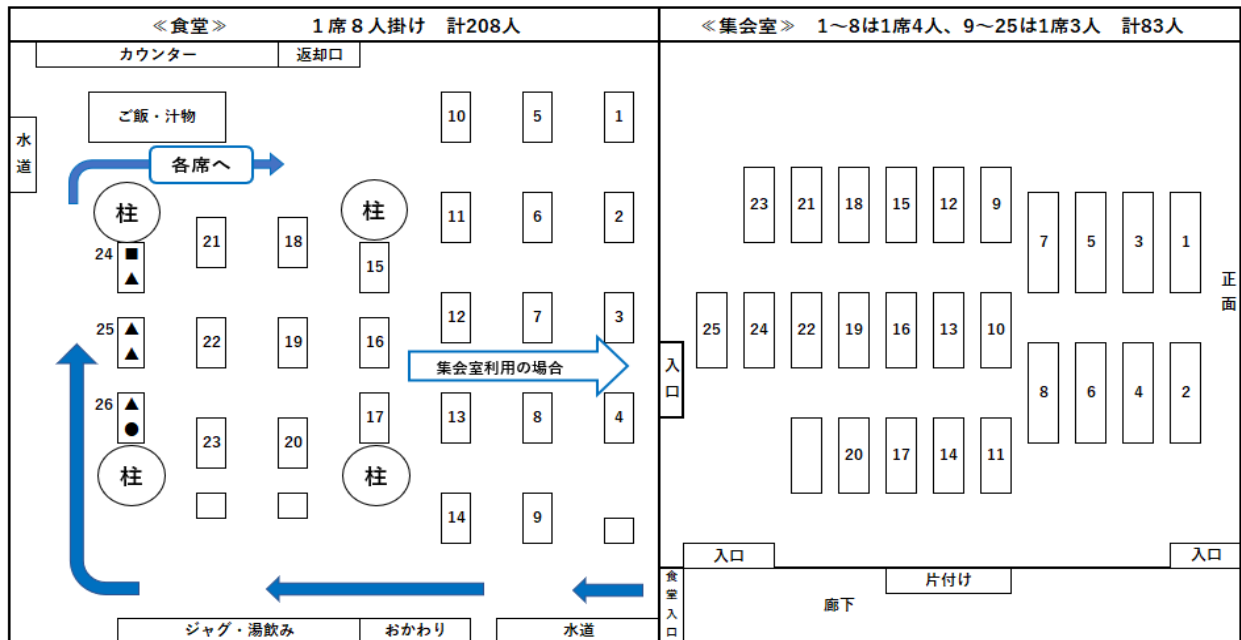 ≪食堂≫ 1席8人掛け 計208人
カウンター 返却口
ご飯・汁物
水道
各席へ
10 5 1
柱 柱
11 6 2
21 18
24 ■ ▲
15
25 ▲ ▲
22 19 16
12 7 3
集会室利用の場合
26 ▲ ●
23 20 17
13 8 4
柱 柱
14 9
ジャグ・湯飲み おかわり 水道
≪集会室≫ 1～8は1席4人、9～25は1席3人 計83人
23 21 18 15 12 9
7 5 3 1
正面
25 24 22 19 16 13 10
入口
8 6 4 2
20 17 14 11
入口 入口
片付け
食堂入口
廊下